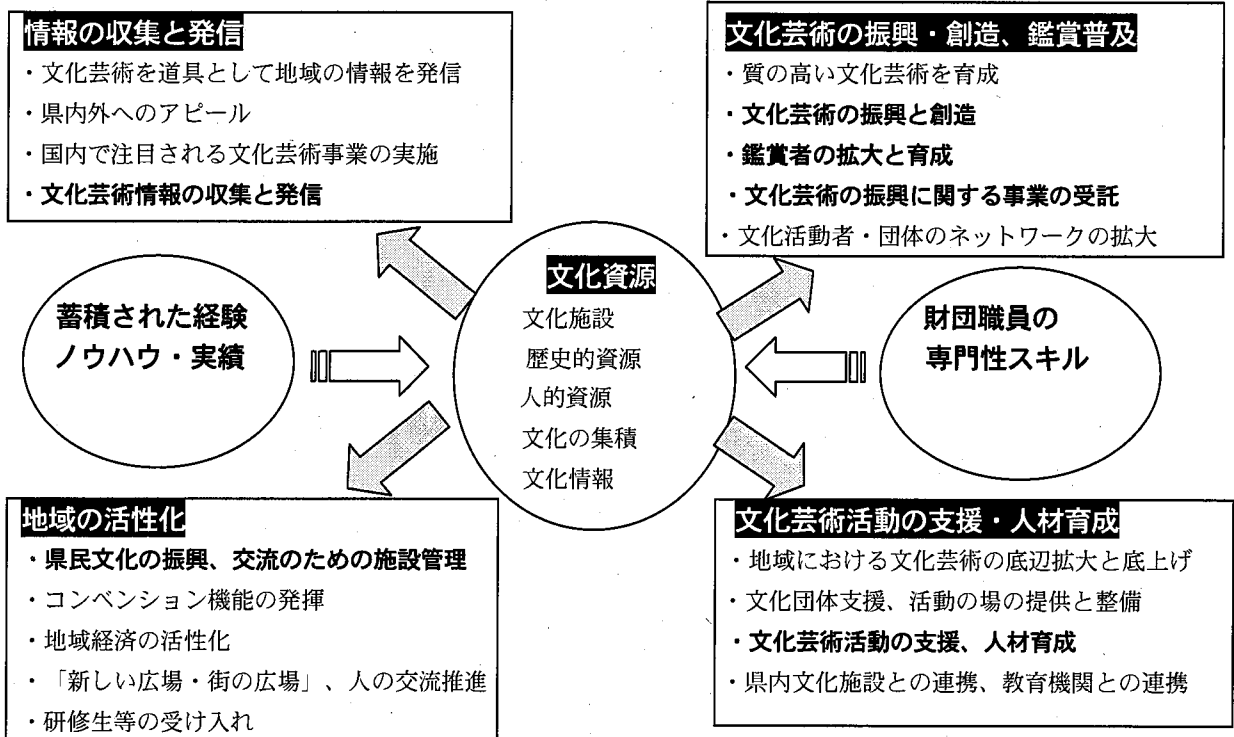 情報の収集と発信
・文化芸術を道具として地域の情報を発信
・県内外へのアピール
・国内で注目される文化芸術事業の実施
・文化芸術情報の収集と発信
文化芸術の振興・創造、鑑賞普及
・質の高い文化芸術を育成
・文化芸術の振興と創造
・鑑賞者の拡大と育成
・文化芸術の振興に関する事業の受託
・文化活動者・団体のネットワークの拡大
蓄積された経験
ノウハウ・実績
文化資源
文化施設
歴史的資源
人的資源
文化の集積
文化情報
財団職員の
専門性スキル
地域の活性化
・県民文化の振興、交流のための施設管理
・コンベンション機能の発揮
・地域経済の活性化
・「新しい広場・街の広場」、人の交流推進
・研修生等の受け入れ
文化芸術活動の支援・人材育成
・地域における文化芸術の底辺拡大と底上げ
・文化団体支援、活動の場の提供と整備
・文化芸術活動の支援、人材育成
・県内文化施設との連携、教育機関との連携